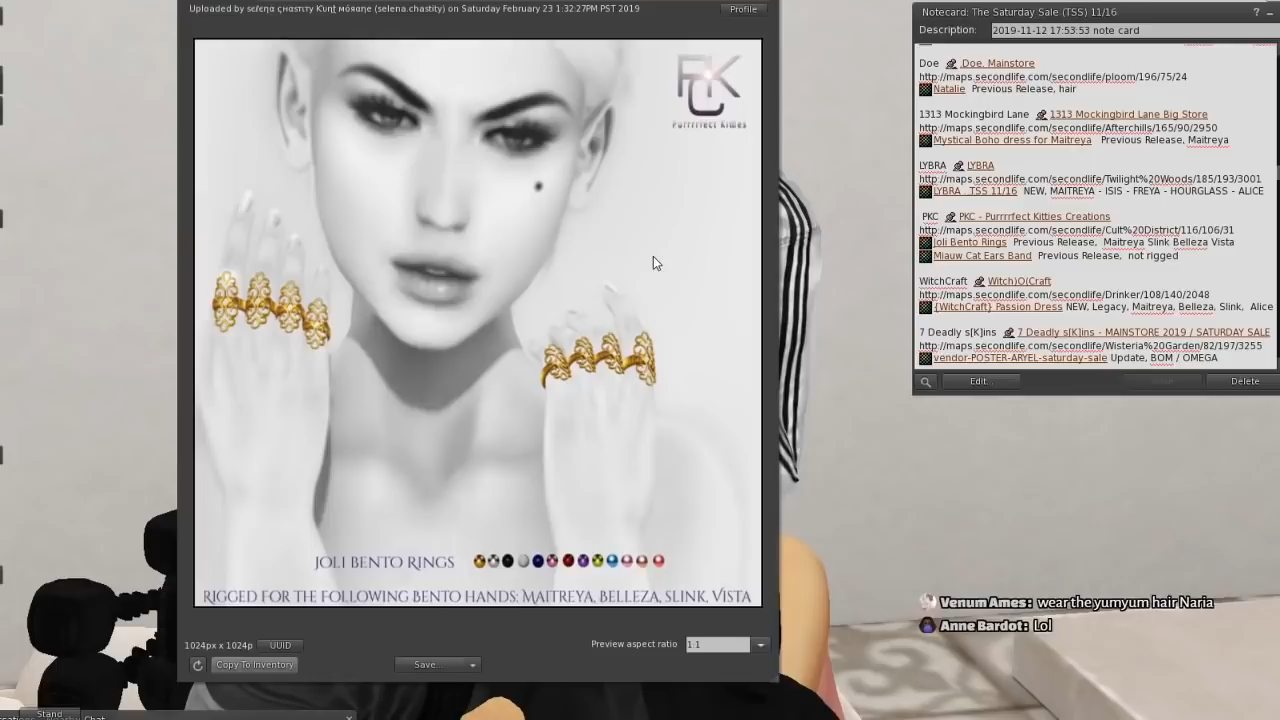 Uploaded by ѕєℓєηα ςнαѕтιту Kʋηţ мóяαηє (selena.chastity) on Saturday February 23 1:32:27PM PST 2019
Profile
PKC
Purrrrfect Kitties
JOLI BENTO RINGS
RIGGED FOR THE FOLLOWING BENTO HANDS: MAITREYA, BELLEZA, SLINK, VISTA
1024px x 1024p
UUID
Preview aspect ratio
1:1
Copy To Inventory
Save...
Stand
Chat
Notecard: The Saturday Sale (TSS) 11/16
Description:
2019-11-12 17:53:53 note card
Doe .Doe. Mainstore
http://maps.secondlife.com/secondlife/ploom/196/75/24
Natalie Previous Release, hair
1313 Mockingbird Lane 1313 Mockingbird Lane Big Store
http://maps.secondlife.com/secondlife/Afterchills/165/90/2950
Mystical Boho dress for Maitreya Previous Release, Maitreya
LYBRA LYBRA
http://maps.secondlife.com/secondlife/Twilight%20Woods/185/193/3001
LYBRA . TSS 11/16 NEW, MAITREYA - ISIS - FREYA - HOURGLASS - ALICE
PKC PKC - Purrrrfect Kitties Creations
http://maps.secondlife.com/secondlife/Cult%20District/116/106/31
Joli Bento Rings Previous Release, Maitreya Slink Belleza Vista
Miauw Cat Ears Band Previous Release, not rigged
WitchCraft Witch)O(Craft
http://maps.secondlife.com/secondlife/Drinker/108/140/2048
{WitchCraft} Passion Dress NEW, Legacy, Maitreya, Belleza, Slink, Alice
7 Deadly s[K]ins 7 Deadly s[K]ins - MAINSTORE 2019 / SATURDAY SALE
http://maps.secondlife.com/secondlife/Wisteria%20Garden/82/197/3255
vendor-POSTER-ARYEL-saturday-sale Update, BOM / OMEGA
Edit...
Delete
Venum Ames: wear the yumyum hair Naria
Anne Bardot: Lol